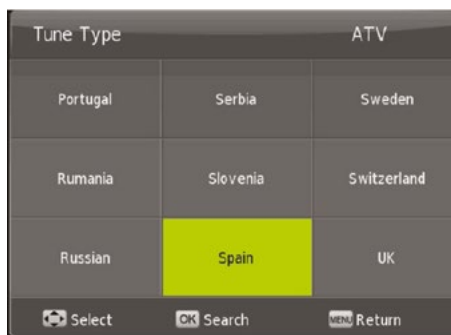 Tune Type ATV
Portugal Serbia Sweden
Rumania Slovenia Switzerland
Russian Spain UK
Select OK Search MENU Return